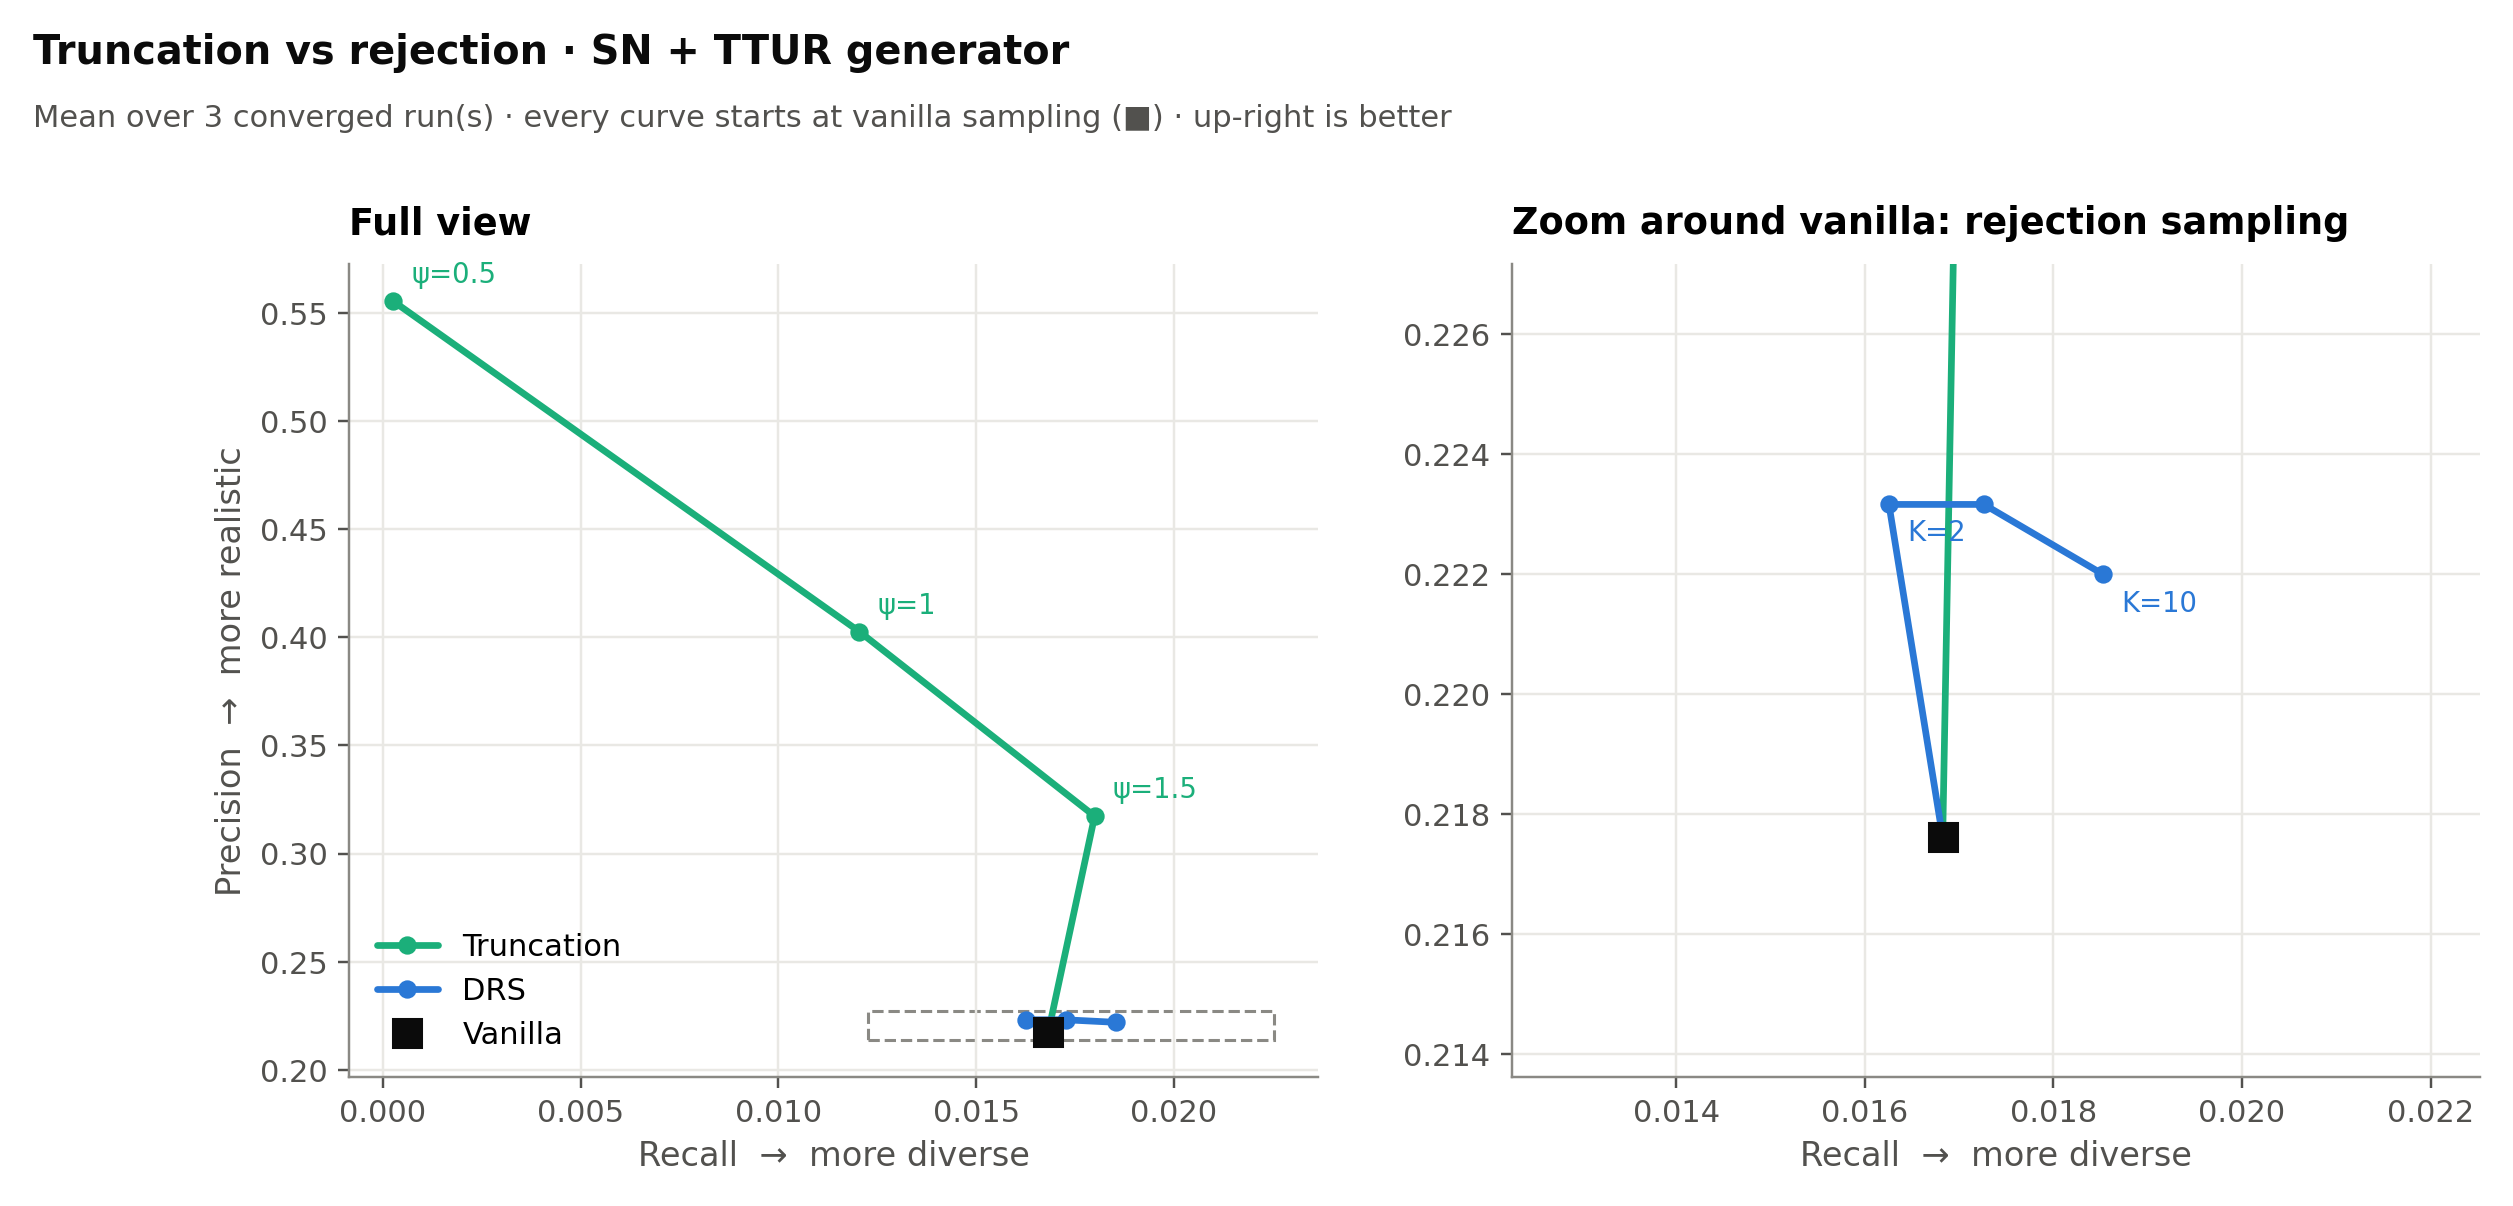 Truncation vs rejection · SN + TTUR generator
Mean over 3 converged run(s) · every curve starts at vanilla sampling (■) · up-right is better
Full view
ψ=0.5
ψ=1
ψ=1.5
0.55
0.50
0.45
0.40
0.35
0.30
0.25
0.20
Precision → more realistic
Truncation
DRS
Vanilla
0.000 0.005 0.010 0.015 0.020
Recall → more diverse
Zoom around vanilla: rejection sampling
0.226
0.224
0.222
0.220
0.218
0.216
0.214
K=2
K=10
0.014 0.016 0.018 0.020 0.022
Recall → more diverse